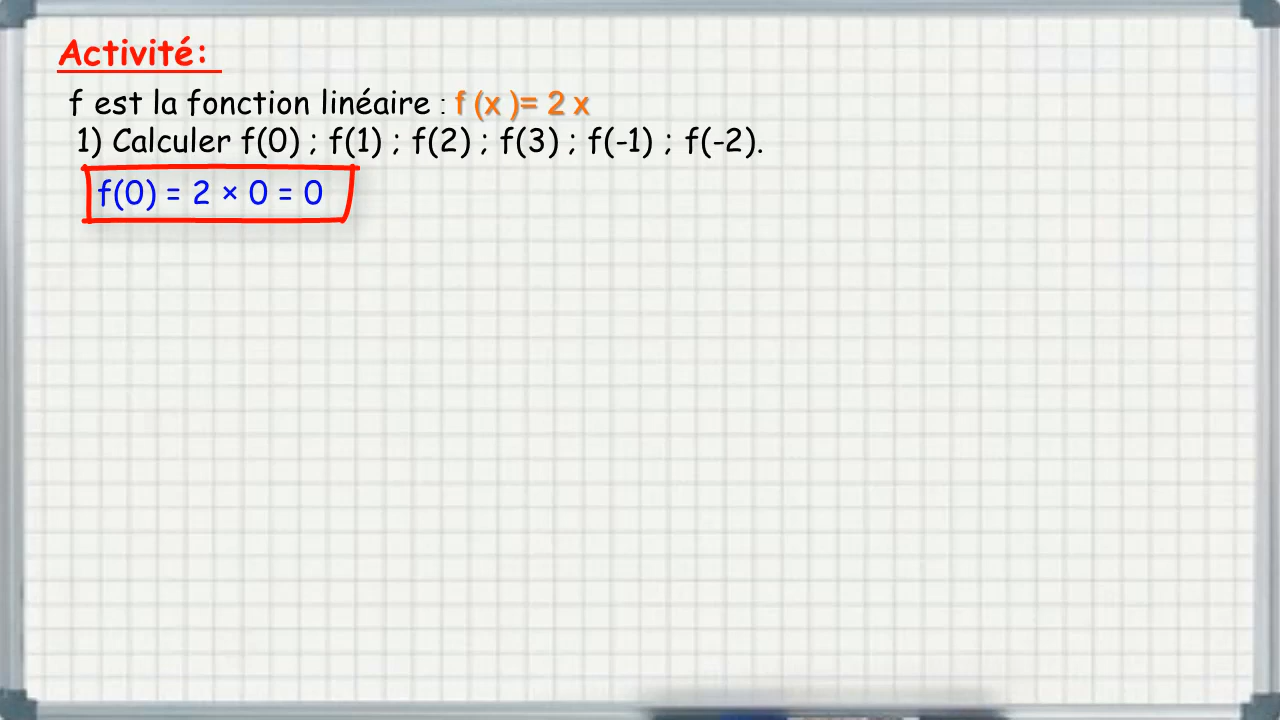 Activité:
f est la fonction linéaire : f (x )= 2 x
1) Calculer f(0) ; f(1) ; f(2) ; f(3) ; f(-1) ; f(-2).
f(0) = 2 × 0 = 0